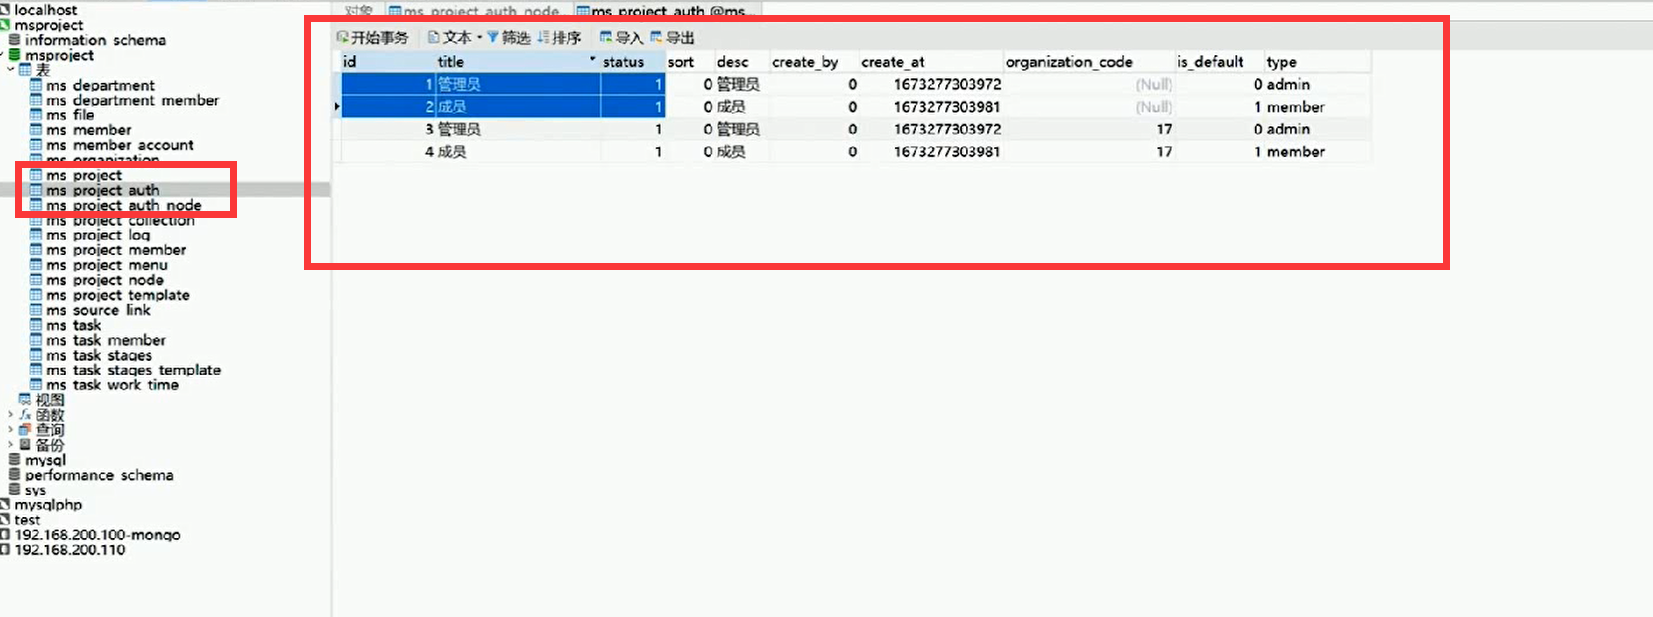 localhost
msproject
information_schema
msproject
表
ms_department
ms_department_member
ms_file
ms_member
ms_member_account
ms_organization
ms_project
ms_project_auth
ms_project_auth_node
ms_project_collection
ms_project_log
ms_project_member
ms_project_menu
ms_project_node
ms_project_template
ms_source_link
ms_task
ms_task_member
ms_task_stages
ms_task_stages_template
ms_task_work_time
视图
fx 函数
查询
备份
mysql
performance_schema
sys
mysqlphp
test
192.168.200.100-mongo
192.168.200.110
对象 ms_project_auth_node ms_project_auth @ms...
开始事务 文本 筛选 排序 导入 导出
id title status sort desc create_by create_at organization_code is_default type
1 管理员 1 0 管理员 0 1673277303972 (Null) 0 admin
2 成员 1 0 成员 0 1673277303981 (Null) 1 member
3 管理员 1 0 管理员 0 1673277303972 17 0 admin
4 成员 1 0 成员 0 1673277303981 17 1 member